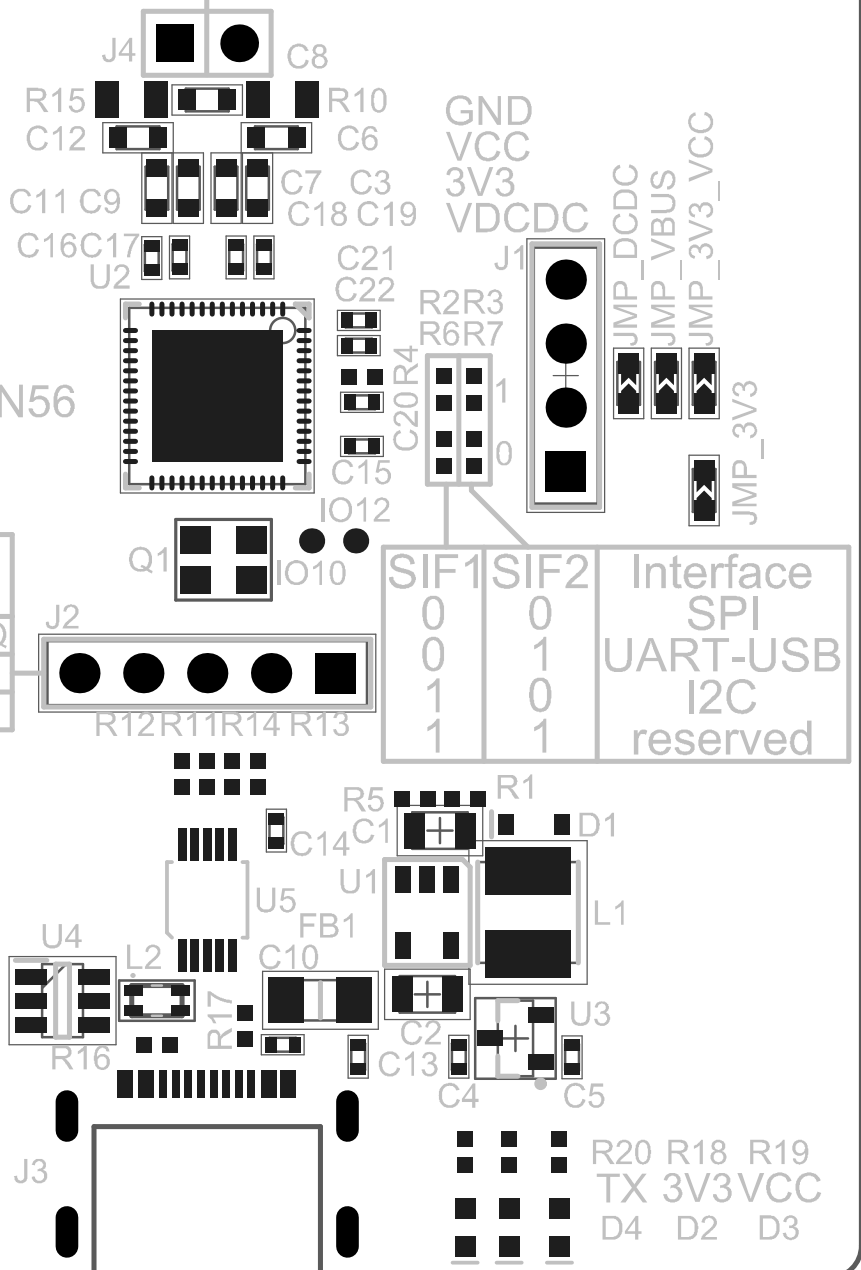 J4
C8
R15
R10
C12
C6
C7 C3
C11 C9
C18 C19
C16C17
U2
GND
VCC
3V3
VDCDC
J1
JMP_DCDC
JMP_VBUS
JMP_3V3_VCC
JMP_3V3
C21
C22
R2R3
R6R7
R4
C20
1
0
C15
N56
IO12
Q1
IO10
SIF1 SIF2 Interface
0 0 SPI
0 1 UART-USB
1 0 I2C
1 1 reserved
J2
R12R11R14 R13
R5
R1
C1
D1
C14
U1
U5
L1
FB1
U4
L2
C10
R17
C2
U3
R16
C13
C4
C5
J3
R20 R18 R19
TX 3V3 VCC
D4 D2 D3